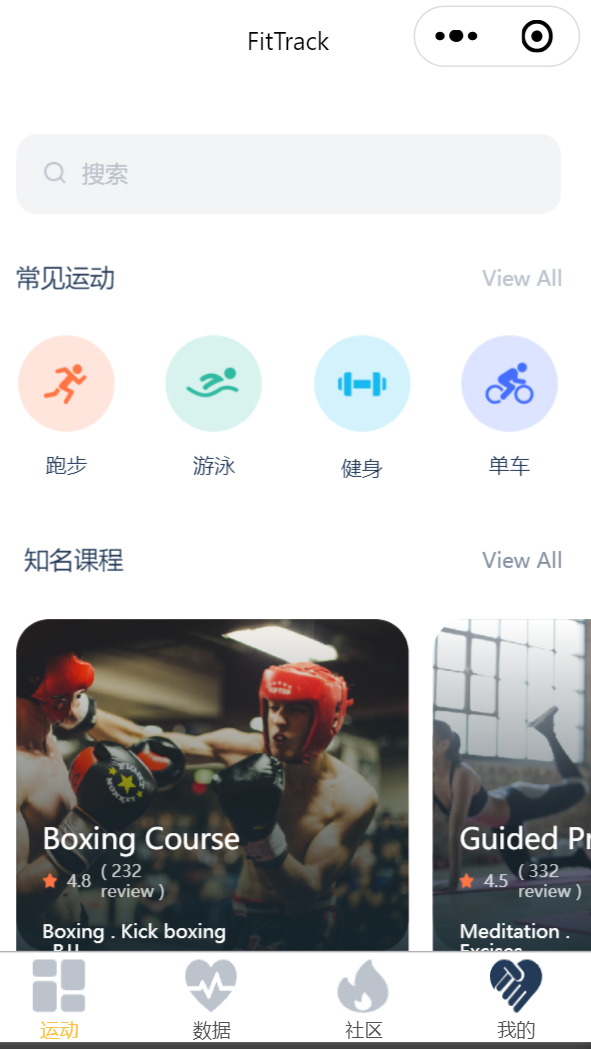 FitTrack
搜索
常见运动
View All
跑步
游泳
健身
单车
知名课程
View All
Boxing Course
4.8
( 232
review )
Boxing . Kick boxing
Guided Pr
4.5
( 332
review )
Meditation .
运动
数据
社区
我的